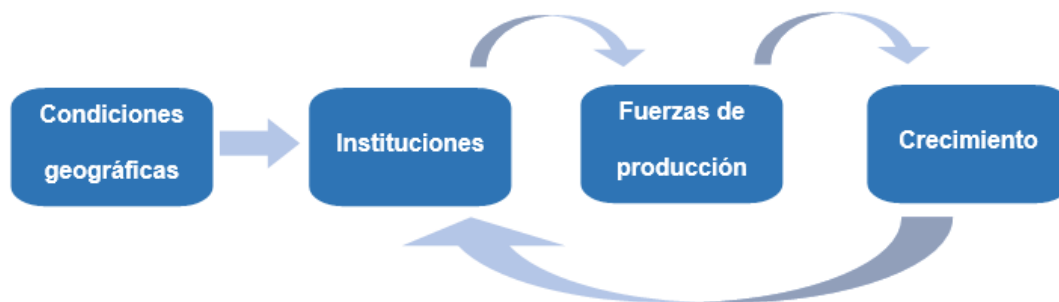 Condiciones
geográficas
Instituciones
Fuerzas de
producción
Crecimiento